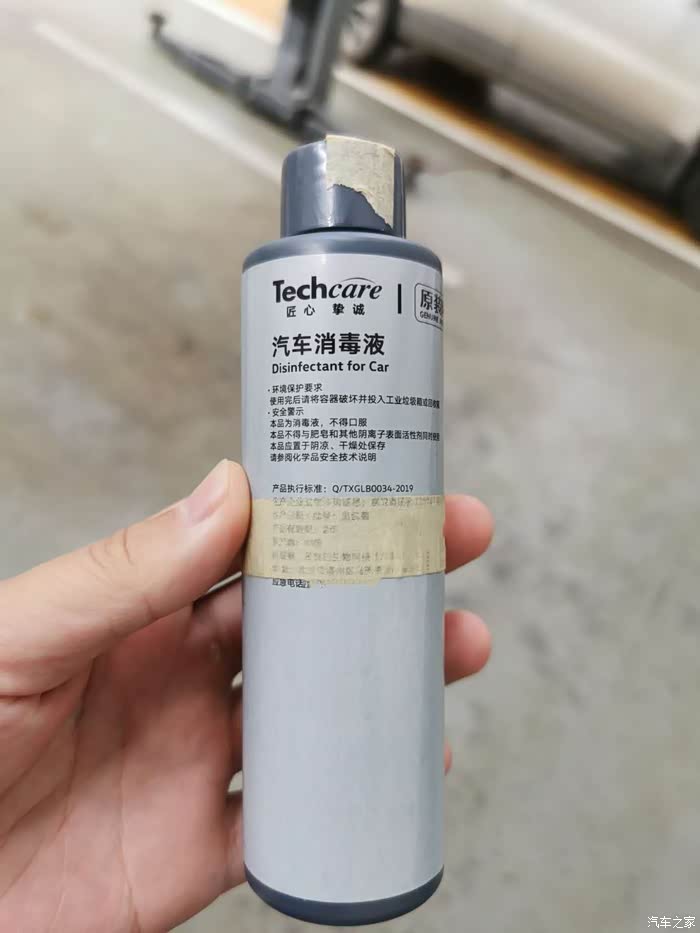 Techcare
匠心 挚诚
原装
GENUINE
汽车消毒液
Disinfectant for Car
·环境保护要求
使用完后请将容器破坏并投入工业垃圾箱或回收
·安全警示
本品为消毒液，不得口服
本品不得与肥皂和其他阴离子表面活性剂同时使用
本品应置于阴凉、干燥处保存
请参阅化学品安全技术说明
产品执行标准：Q/TXGLB0034-2019
应急电话
汽车之家